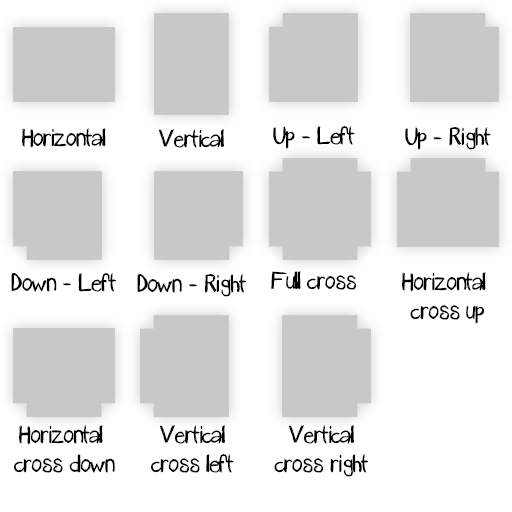 Horizontal
Vertical
Up - Left
Up - Right
Down - Left
Down - Right
Full cross
Horizontal
cross up
Horizontal
cross down
Vertical
cross left
Vertical
cross right